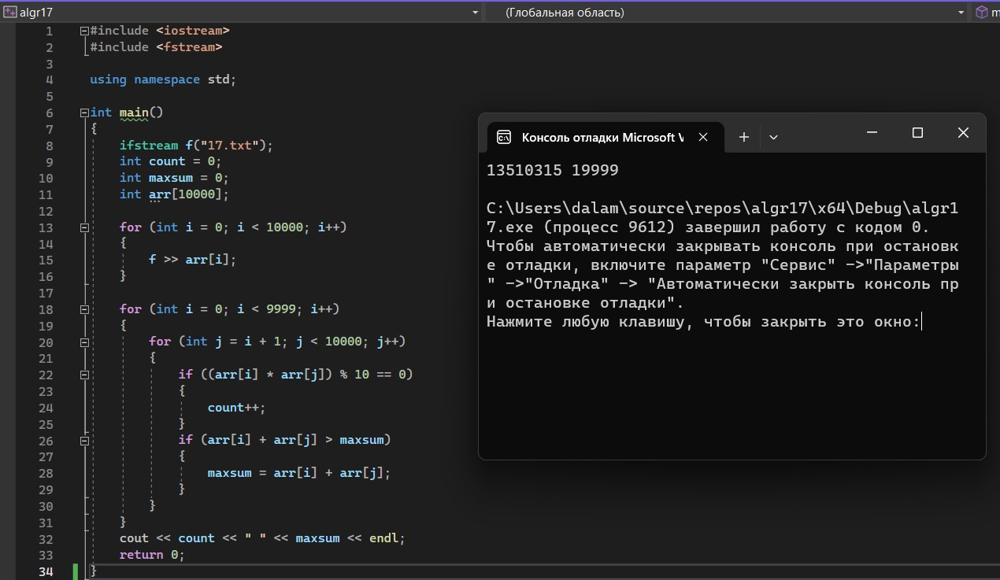 algr17
(Глобальная область)
m
1 #include <iostream>
2 #include <fstream>
3
4 using namespace std;
5
6 int main()
7 {
8 ifstream f("17.txt");
9 int count = 0;
10 int maxsum = 0;
11 int arr[10000];
12
13 for (int i = 0; i < 10000; i++)
14 {
15 f >> arr[i];
16 }
17
18 for (int i = 0; i < 9999; i++)
19 {
20 for (int j = i + 1; j < 10000; j++)
21 {
22 if ((arr[i] * arr[j]) % 10 == 0)
23 {
24 count++;
25 }
26 if (arr[i] + arr[j] > maxsum)
27 {
28 maxsum = arr[i] + arr[j];
29 }
30 }
31 }
32 cout << count << " " << maxsum << endl;
33 return 0;
34 }
Консоль отладки Microsoft V
13510315 19999
C:\Users\dalam\source\repos\algr17\x64\Debug\algr1
7.exe (процесс 9612) завершил работу с кодом 0.
Чтобы автоматически закрывать консоль при остановк
е отладки, включите параметр "Сервис" ->"Параметры
" ->"Отладка" -> "Автоматически закрыть консоль пр
и остановке отладки".
Нажмите любую клавишу, чтобы закрыть это окно: